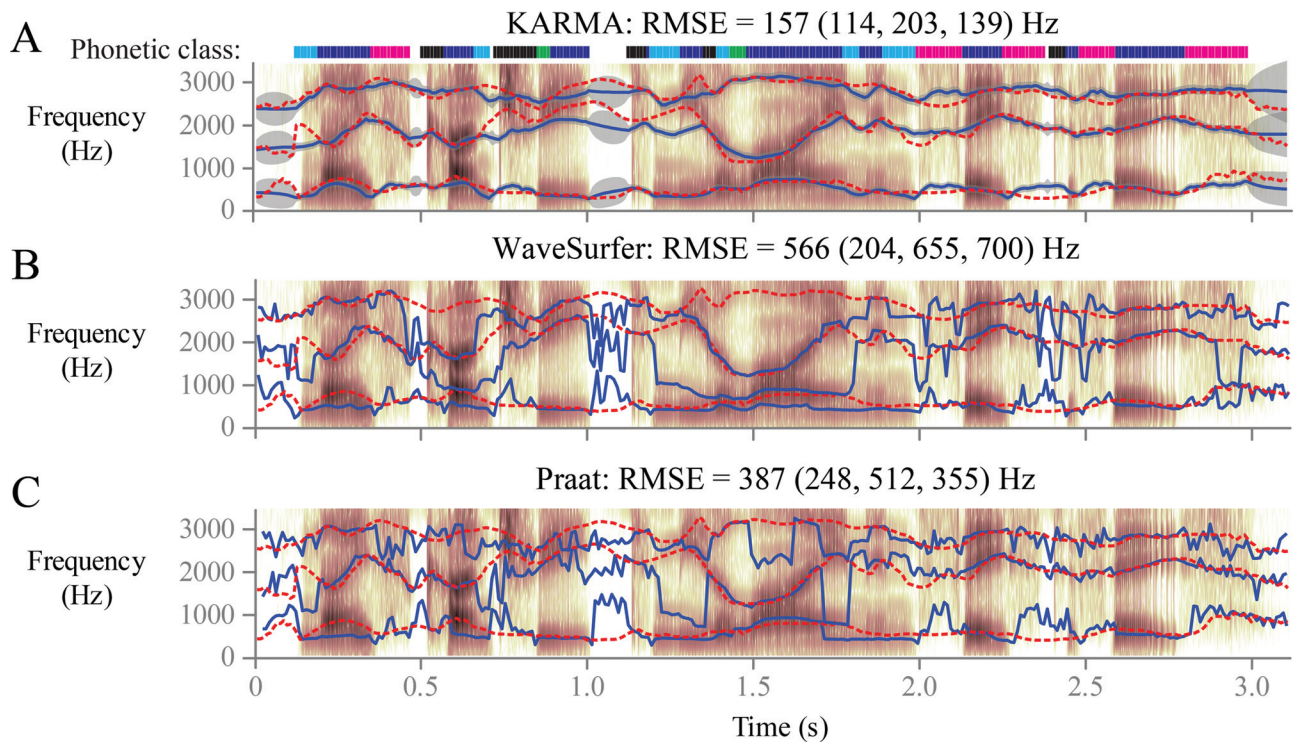 A
KARMA: RMSE = 157 (114, 203, 139) Hz
Phonetic class:
Frequency
(Hz)
3000
2000
1000
0
B
WaveSurfer: RMSE = 566 (204, 655, 700) Hz
Frequency
(Hz)
3000
2000
1000
0
C
Praat: RMSE = 387 (248, 512, 355) Hz
Frequency
(Hz)
3000
2000
1000
0
0 0.5 1.0 1.5 2.0 2.5 3.0
Time (s)